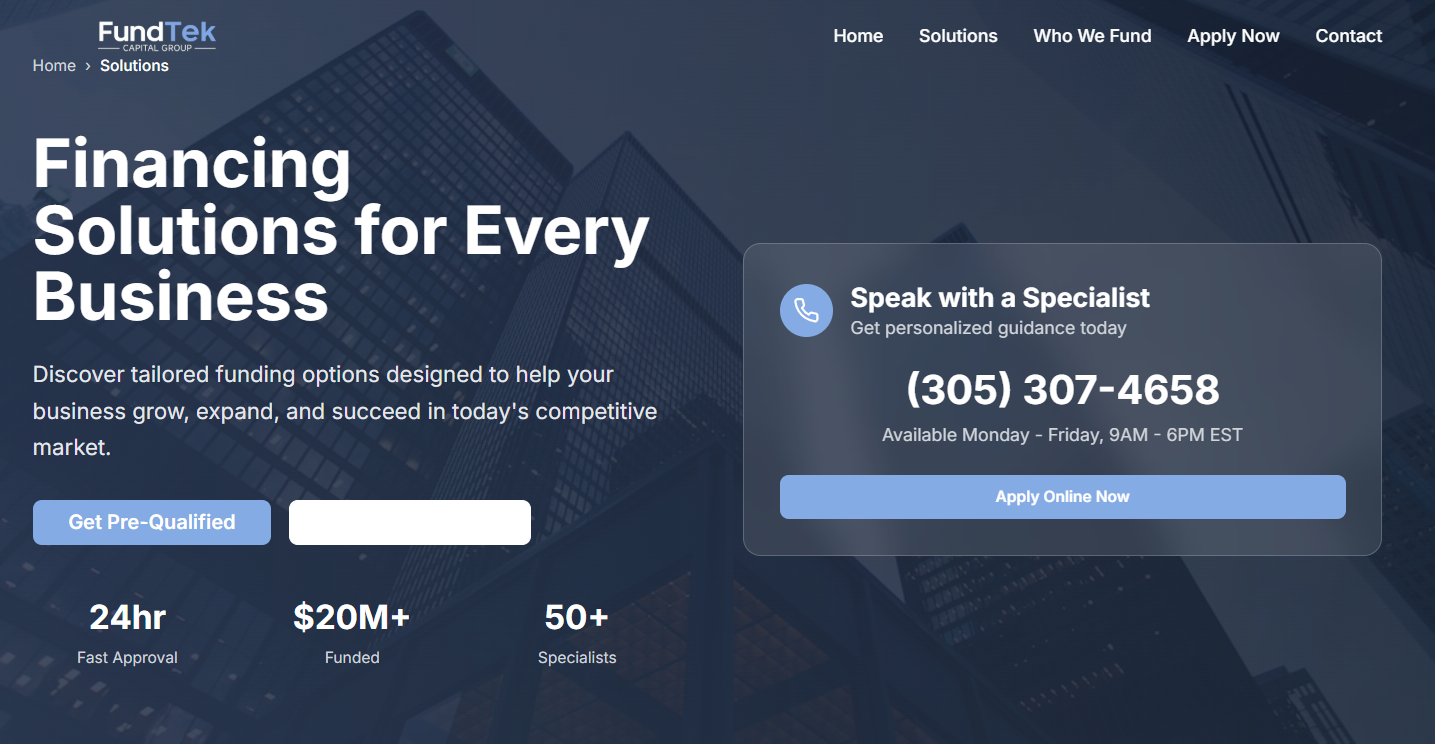 FundTek
CAPITAL GROUP
Home Solutions Who We Fund Apply Now Contact
Home › Solutions
Financing
Solutions for Every
Business
Discover tailored funding options designed to help your
business grow, expand, and succeed in today's competitive
market.
Get Pre-Qualified
24hr
Fast Approval
$20M+
Funded
50+
Specialists
Speak with a Specialist
Get personalized guidance today
(305) 307-4658
Available Monday - Friday, 9AM - 6PM EST
Apply Online Now